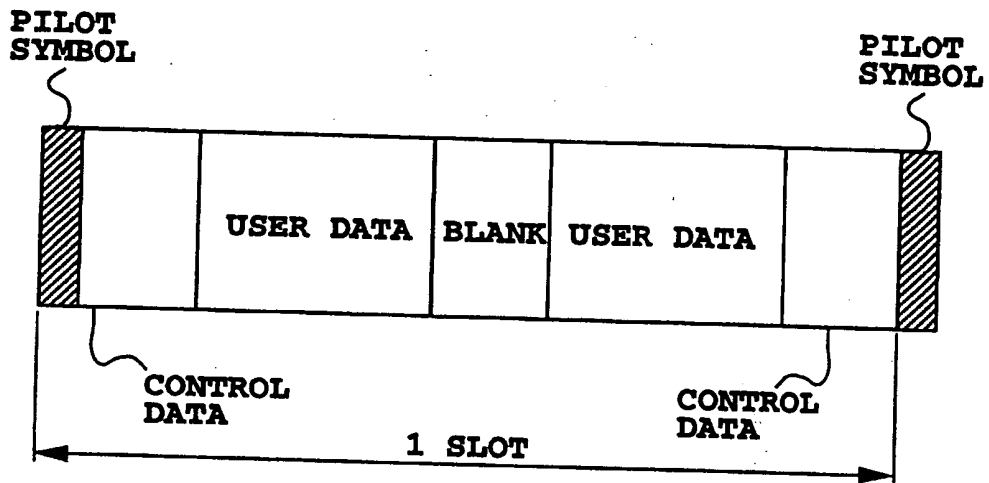 PILOT
SYMBOL
PILOT
SYMBOL
USER DATA
BLANK
USER DATA
CONTROL
DATA
CONTROL
DATA
1 SLOT